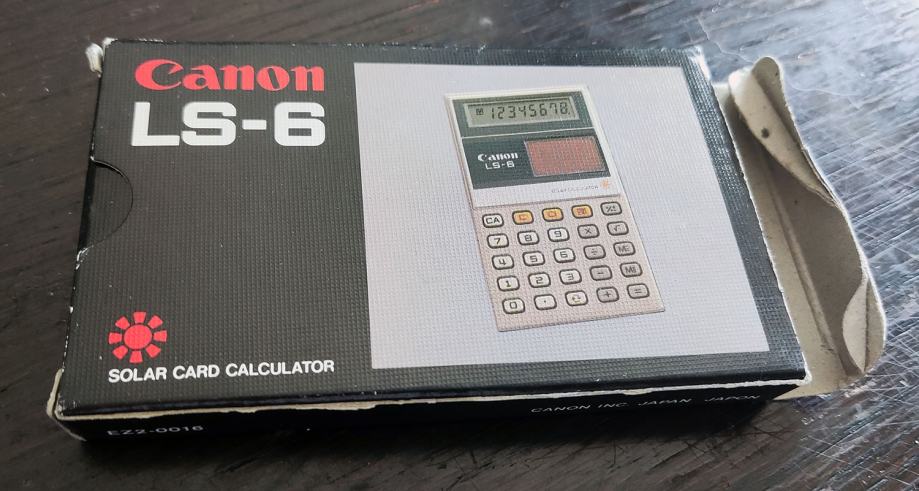 Canon
LS-6
12345678.
Canon
LS-6
SOLAR CALCULATOR
CA C
7 8 9 × √
4 5 6 ÷
1 2 3 −
0 · + =
SOLAR CARD CALCULATOR
EZ2-0016
CANON INC. JAPAN JAPON